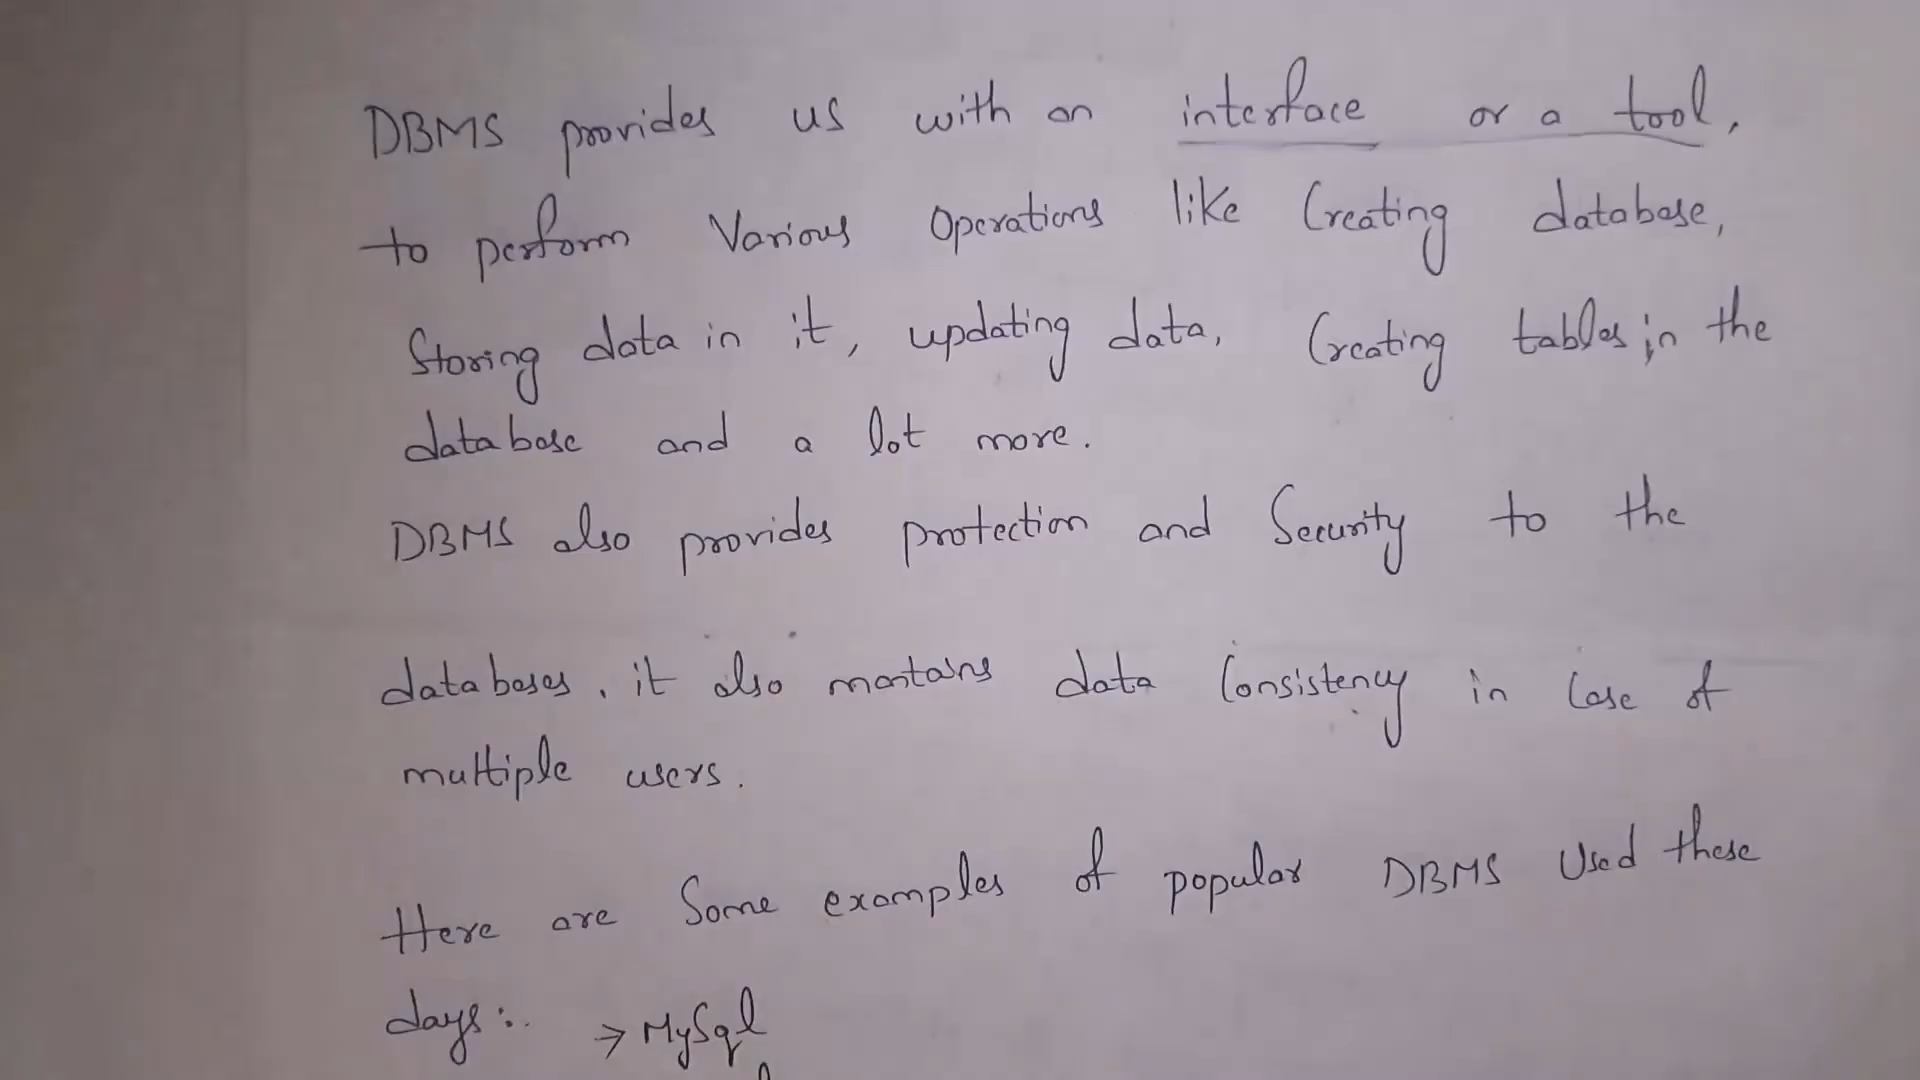 DBMS provides us with an interface or a tool,
to perform Various Operations like Creating database,
Storing data in it, updating data, Creating tables in the
database and a lot more.
DBMS also provides protection and Security to the
databases. it also mantains data Consistency in Case of
multiple users.
Here are Some examples of popular DBMS Used these
days:. → MySql